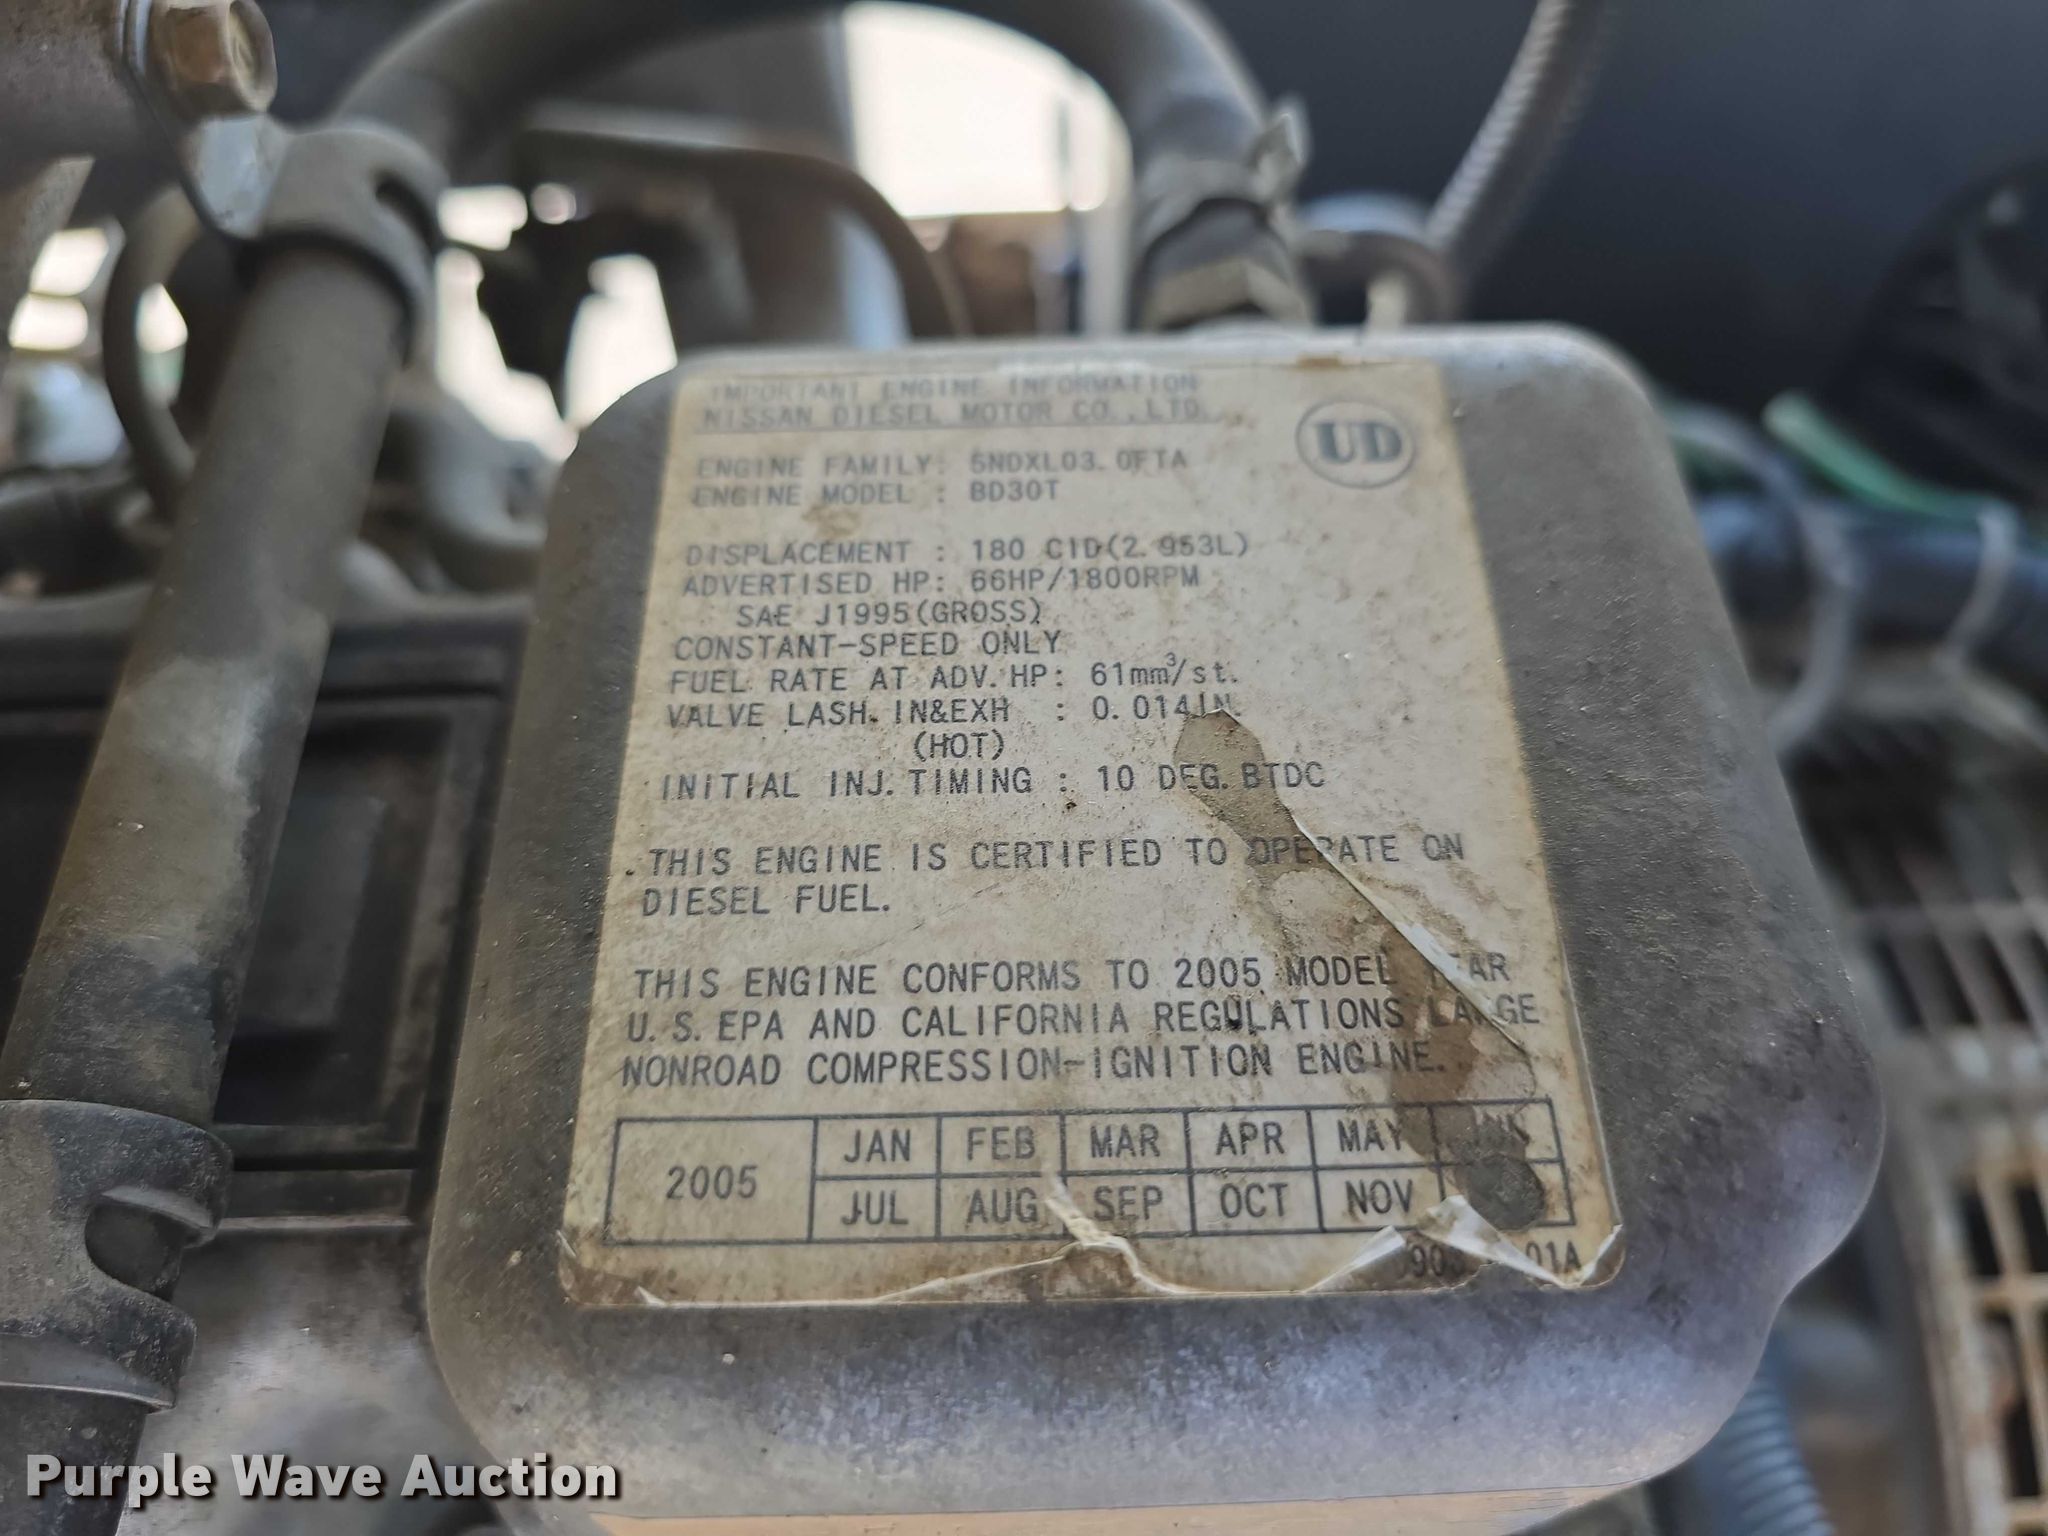 IMPORTANT ENGINE INFORMATION
NISSAN DIESEL MOTOR CO.,LTD.
UD
ENGINE FAMILY: 5NDXL03.0FTA
ENGINE MODEL : BD30T
DISPLACEMENT : 180 CID(2.953L)
ADVERTISED HP: 66HP/1800RPM
SAE J1995(GROSS)
CONSTANT-SPEED ONLY
FUEL RATE AT ADV.HP: 61mm³/st.
VALVE LASH. IN&EXH : 0.014IN.
(HOT)
INITIAL INJ.TIMING : 10 DEG.BTDC
THIS ENGINE IS CERTIFIED TO OPERATE ON
DIESEL FUEL.
THIS ENGINE CONFORMS TO 2005 MODEL YEAR
U.S.EPA AND CALIFORNIA REGULATIONS LARGE
NONROAD COMPRESSION-IGNITION ENGINE.
2005 JAN FEB MAR APR MAY JUN
JUL AUG SEP OCT NOV
01A
Purple Wave Auction